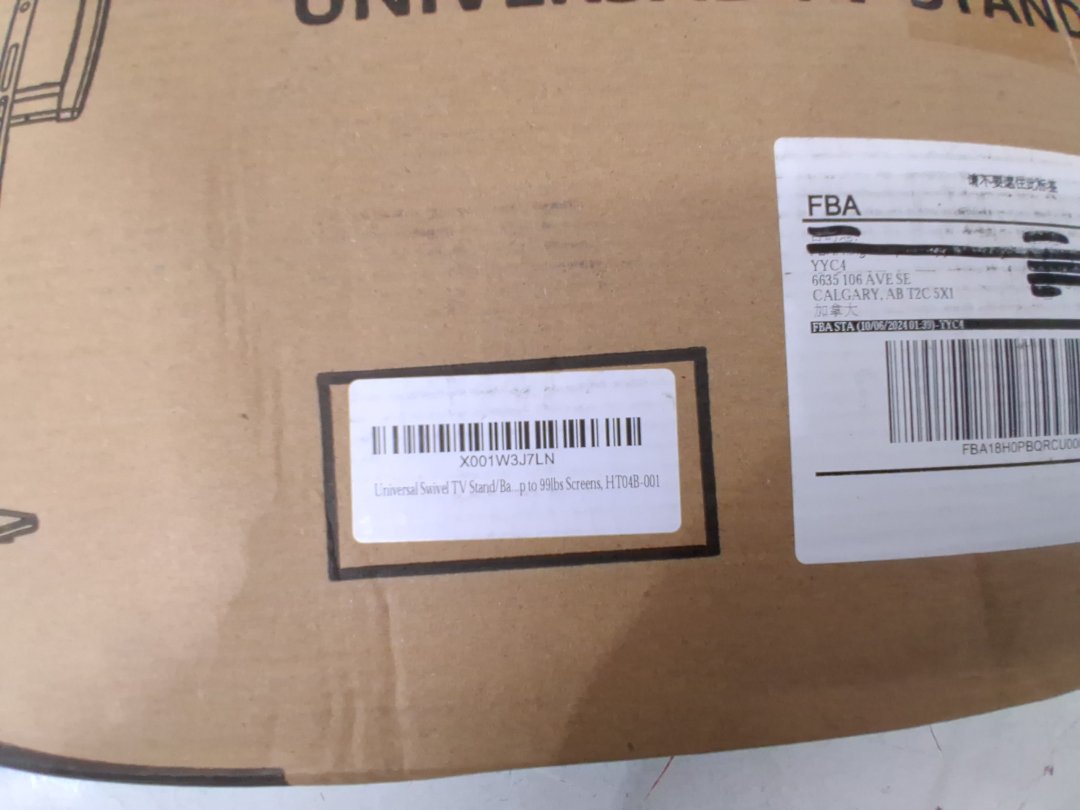 UNIVERSAL TV STAND
请不要遮住此标签
FBA
YYC4
6635 106 AVE SE
CALGARY, AB T2C 5X1
加拿大
FBA STA (10/06/2024 01:39)-YYC4
FBA18H0PBQRCU00
X001W3J7LN
Universal Swivel TV Stand/Ba...p to 99lbs Screens, HT04B-001